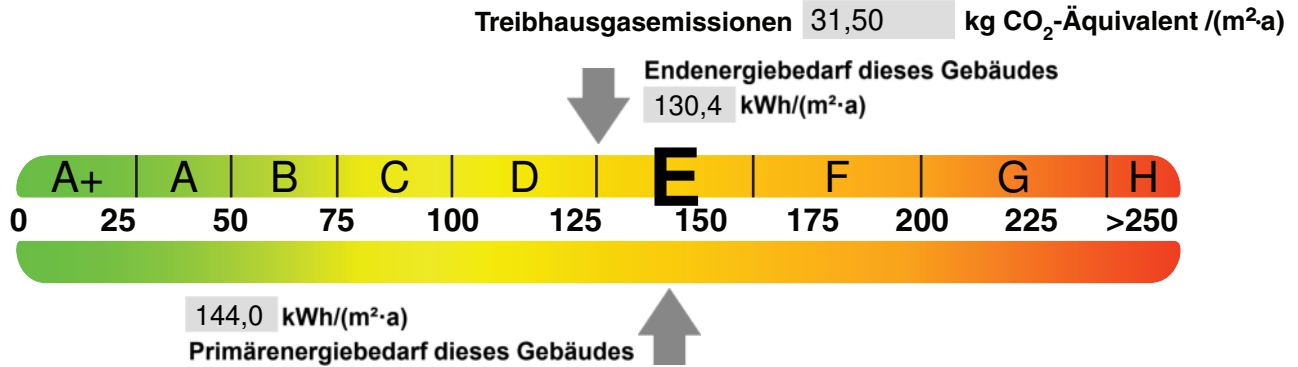 Treibhausgasemissionen 31,50 kg CO₂-Äquivalent /(m²·a)
Endenergiebedarf dieses Gebäudes
130,4 kWh/(m²·a)
A+ A B C D E F G H
0 25 50 75 100 125 150 175 200 225 >250
144,0 kWh/(m²·a)
Primärenergiebedarf dieses Gebäudes